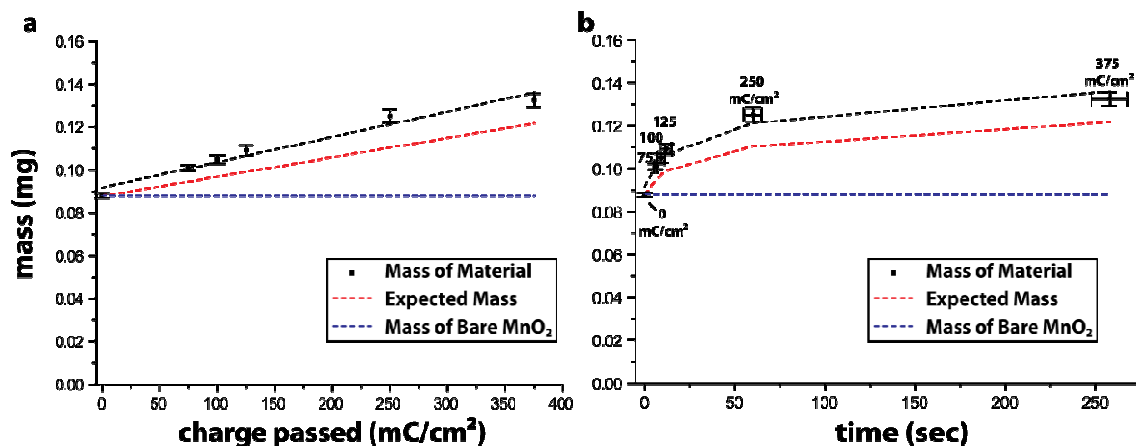 a
mass (mg)
0.16
0.14
0.12
0.10
0.08
0.06
0.04
0.02
0.00
0
50
100
150
200
250
300
350
400
charge passed (mC/cm²)
Mass of Material
Expected Mass
Mass of Bare MnO₂
b
0.16
0.14
0.12
0.10
0.08
0.06
0.04
0.02
0.00
0
50
100
150
200
250
time (sec)
375
mC/cm²
250
mC/cm²
125
100
75
0
mC/cm²
Mass of Material
Expected Mass
Mass of Bare MnO₂